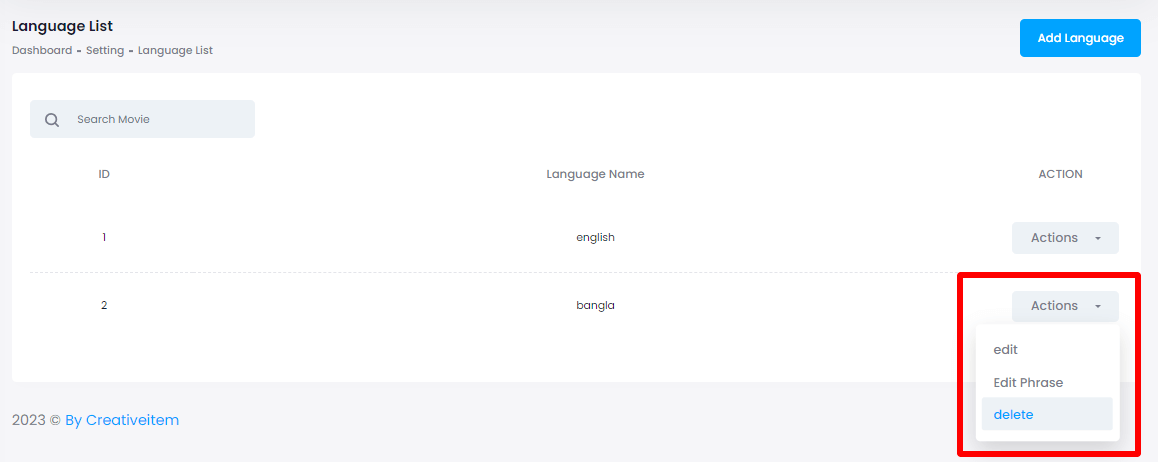 Language List
Dashboard - Setting - Language List
Add Language
Search Movie
ID Language Name ACTION
1 english Actions
2 bangla Actions
edit
Edit Phrase
delete
2023 © By Creativeitem